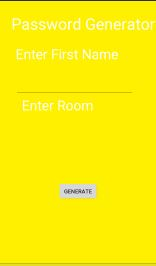 Password Generator
Enter First Name
Enter Room
GENERATE